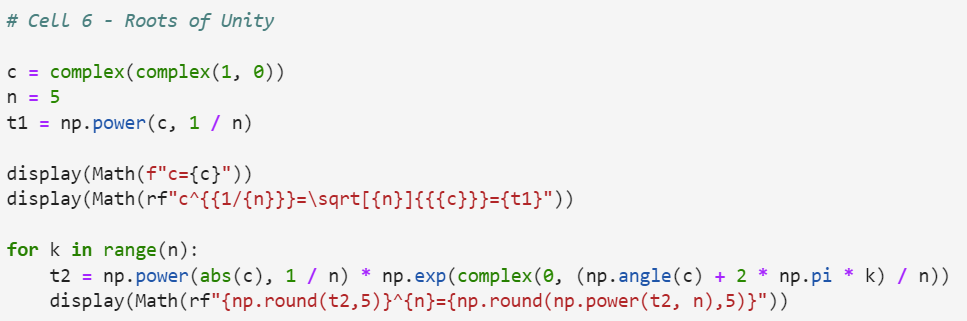 # Cell 6 - Roots of Unity
c = complex(complex(1, 0))
n = 5
t1 = np.power(c, 1 / n)
display(Math(f"c={c}"))
display(Math(rf"c^{{1/{n}}}=\sqrt[{n}]{{{c}}}={t1}"))
for k in range(n):
    t2 = np.power(abs(c), 1 / n) * np.exp(complex(0, (np.angle(c) + 2 * np.pi * k) / n))
    display(Math(rf"{np.round(t2,5)}^{n}={np.round(np.power(t2, n),5)}"))